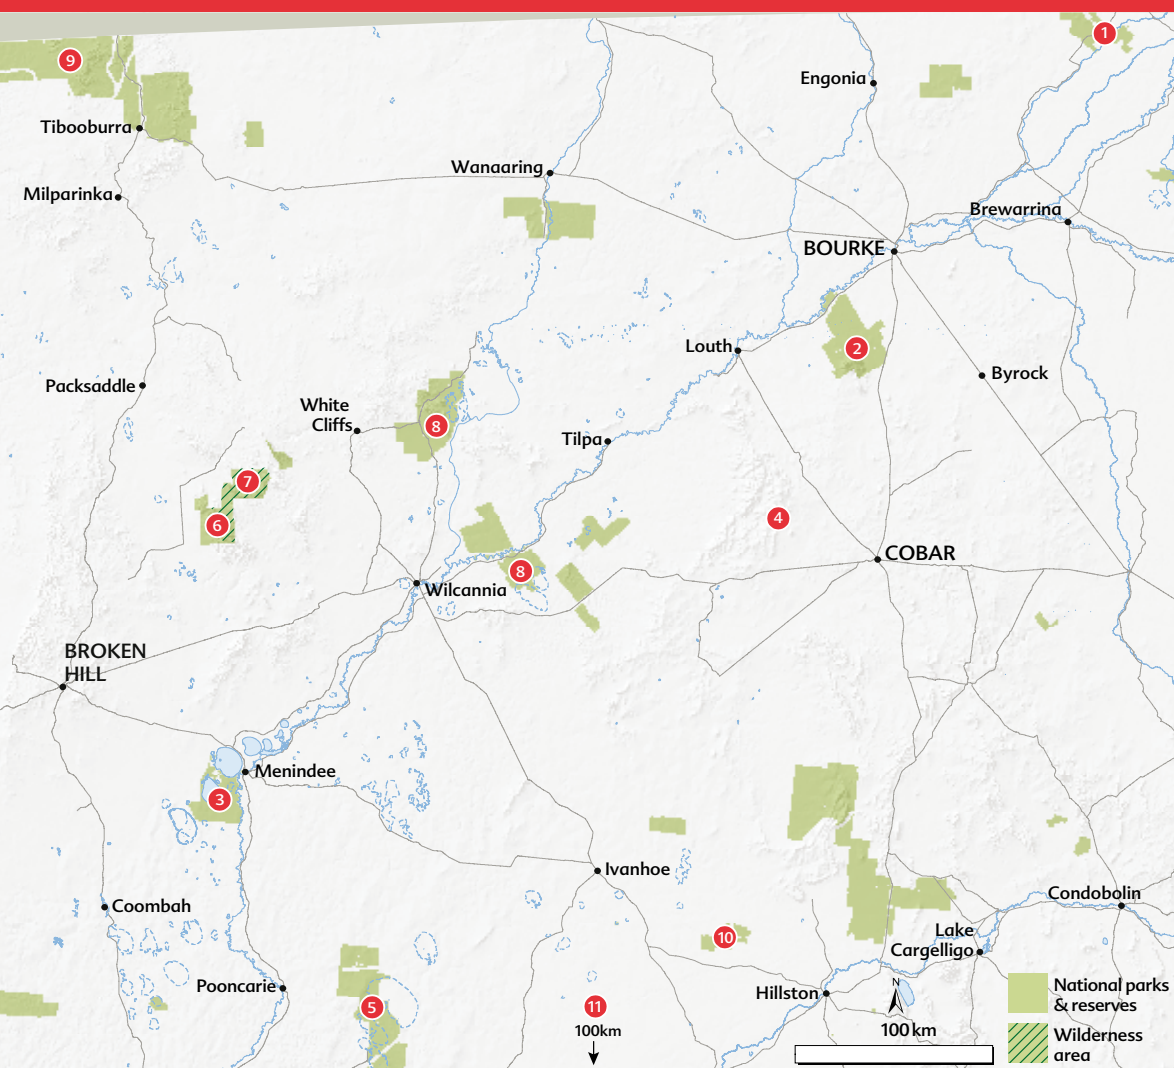 1
9
Engonia
Tibooburra
Wanaaring
Milparinka
Brewarrina
BOURKE
Louth
2
Byrock
Packsaddle
White
Cliffs
8
Tilpa
7
4
6
COBAR
8
Wilcannia
BROKEN
HILL
Menindee
3
Ivanhoe
Condobolin
Coombah
Lake
Cargelligo
10
Pooncarie
Hillston
N
National parks
& reserves
5
11
100km
100 km
Wilderness
area